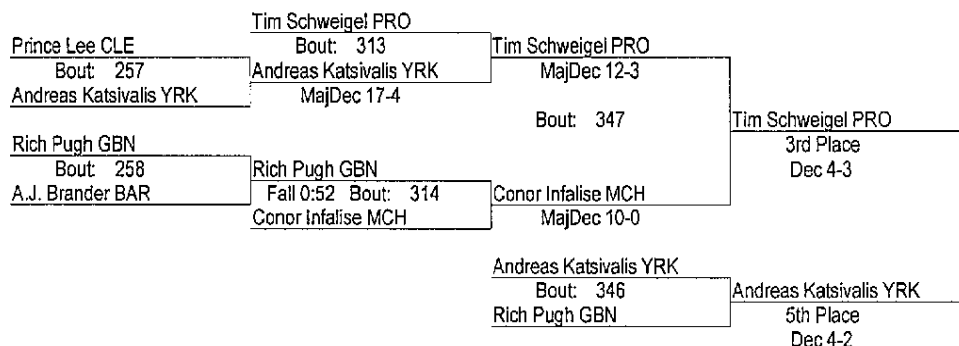 Tim Schweigel PRO
Prince Lee CLE
Bout: 313
Tim Schweigel PRO
Bout: 257
Andreas Katsivalis YRK
MajDec 12-3
Andreas Katsivalis YRK
MajDec 17-4
Bout: 347
Tim Schweigel PRO
Rich Pugh GBN
3rd Place
Bout: 258
Rich Pugh GBN
Dec 4-3
A.J. Brander BAR
Fall 0:52 Bout: 314
Conor Infalise MCH
Conor Infalise MCH
MajDec 10-0
Andreas Katsivalis YRK
Bout: 346
Andreas Katsivalis YRK
Rich Pugh GBN
5th Place
Dec 4-2